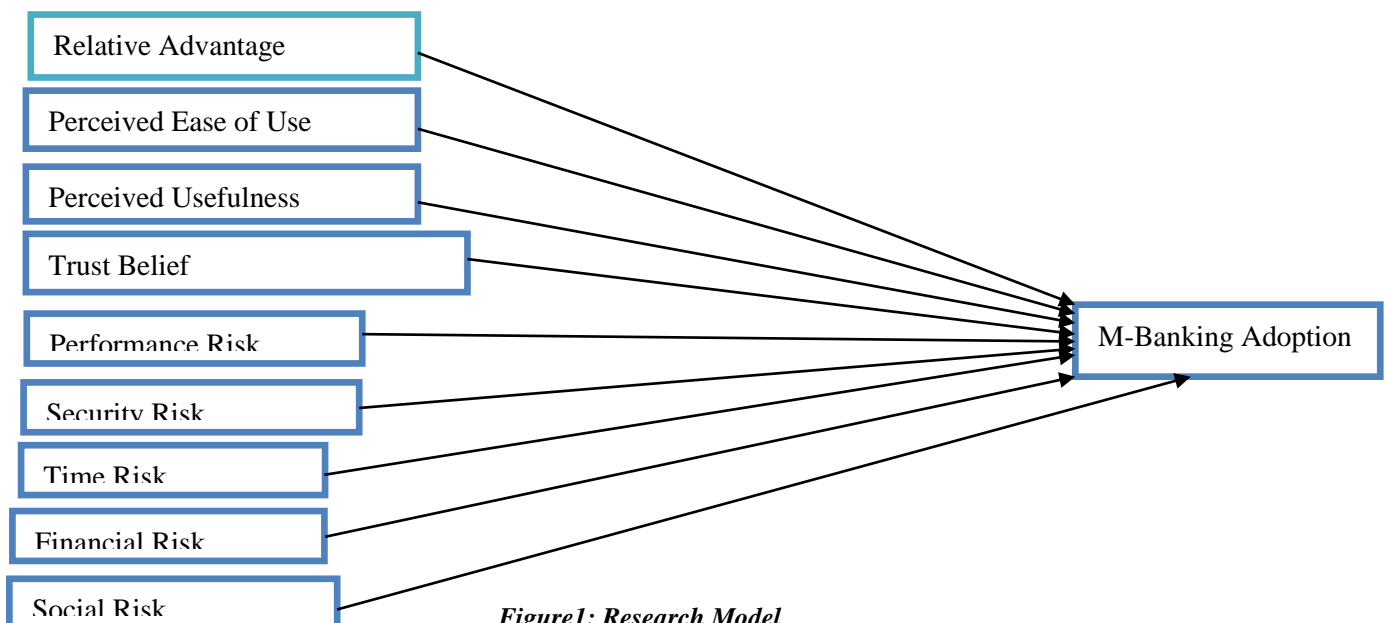 Relative Advantage
Perceived Ease of Use
Perceived Usefulness
Trust Belief
Performance Risk
M-Banking Adoption
Security Risk
Time Risk
Financial Risk
Social Risk
Figure1: Research Model